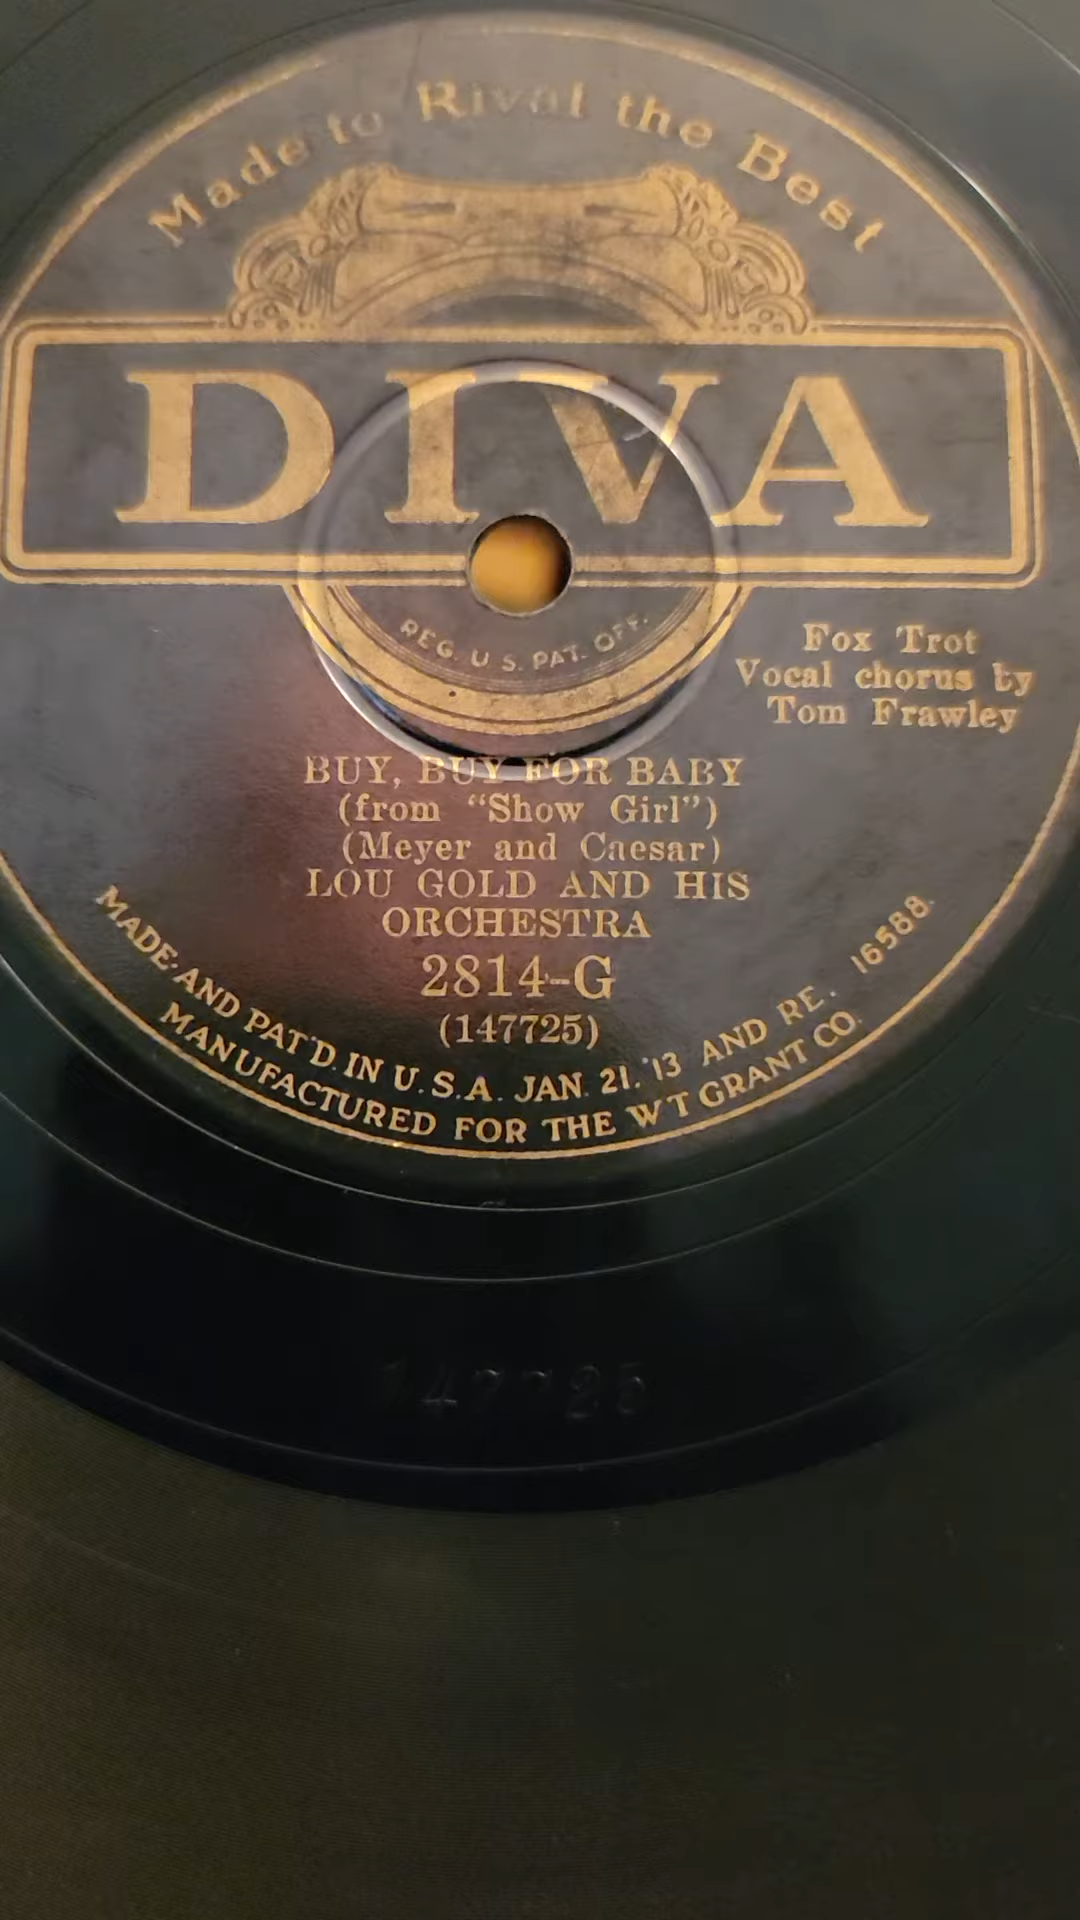 Made to Rival the Best
DIVA
REG. U.S. PAT. OFF.
Fox Trot
Vocal chorus by
Tom Frawley
BUY, BUY FOR BABY
(from "Show Girl")
(Meyer and Caesar)
LOU GOLD AND HIS
ORCHESTRA
2814-G
(147725)
MADE AND PAT'D. IN U.S.A. JAN. 21. '13 AND RE. 16588.
MANUFACTURED FOR THE W T GRANT CO.
147725